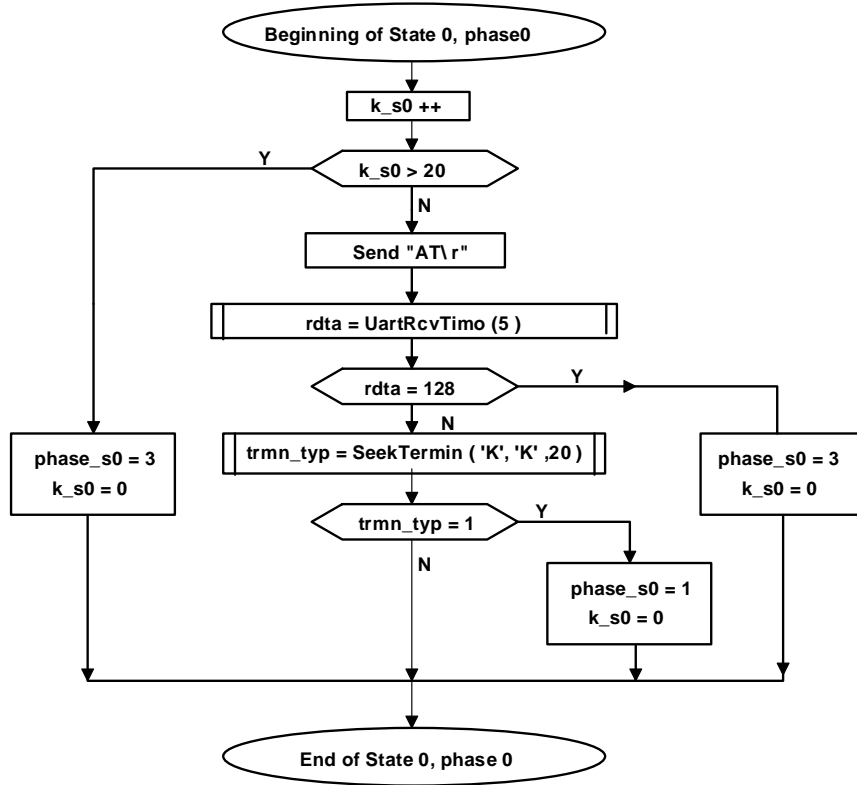 Beginning of State 0, phase0
k_s0 ++
Y
k_s0 > 20
N
Send "AT\ r"
rdta = UartRcvTimo (5 )
rdta = 128
Y
N
phase_s0 = 3
k_s0 = 0
trmn_typ = SeekTermin ( 'K', 'K' ,20 )
phase_s0 = 3
k_s0 = 0
trmn_typ = 1
Y
N
phase_s0 = 1
k_s0 = 0
End of State 0, phase 0